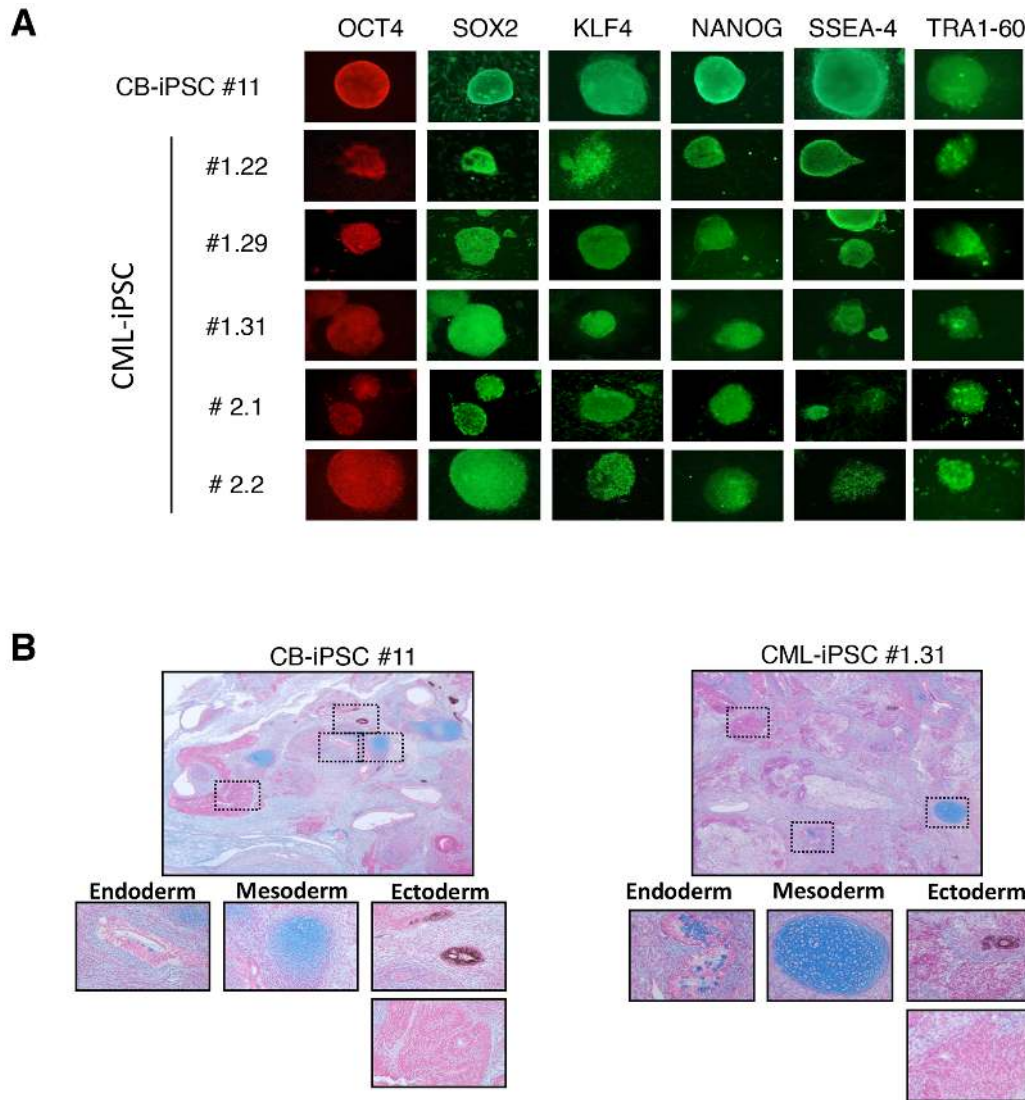 A
OCT4 SOX2 KLF4 NANOG SSEA-4 TRA1-60
CB-iPSC #11
CML-iPSC
#1.22
#1.29
#1.31
# 2.1
# 2.2
B
CB-iPSC #11
CML-iPSC #1.31
Endoderm Mesoderm Ectoderm
Endoderm Mesoderm Ectoderm